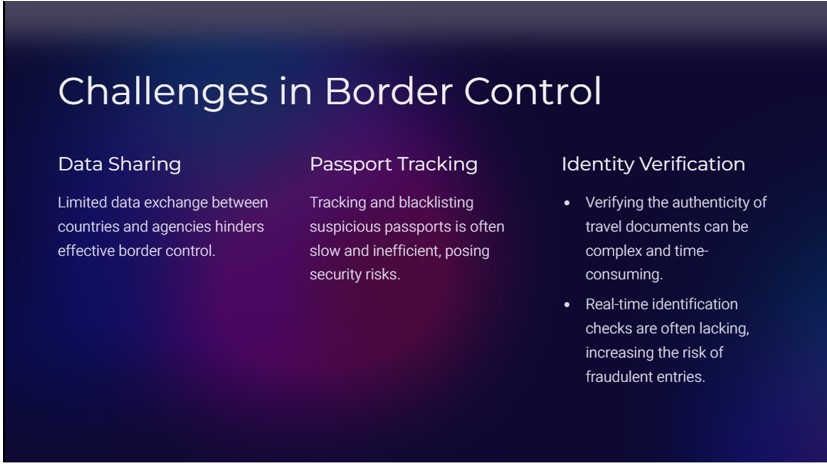 Challenges in Border Control
Data Sharing
Limited data exchange between
countries and agencies hinders
effective border control.
Passport Tracking
Tracking and blacklisting
suspicious passports is often
slow and inefficient, posing
security risks.
Identity Verification
• Verifying the authenticity of
travel documents can be
complex and time-
consuming.
• Real-time identification
checks are often lacking,
increasing the risk of
fraudulent entries.